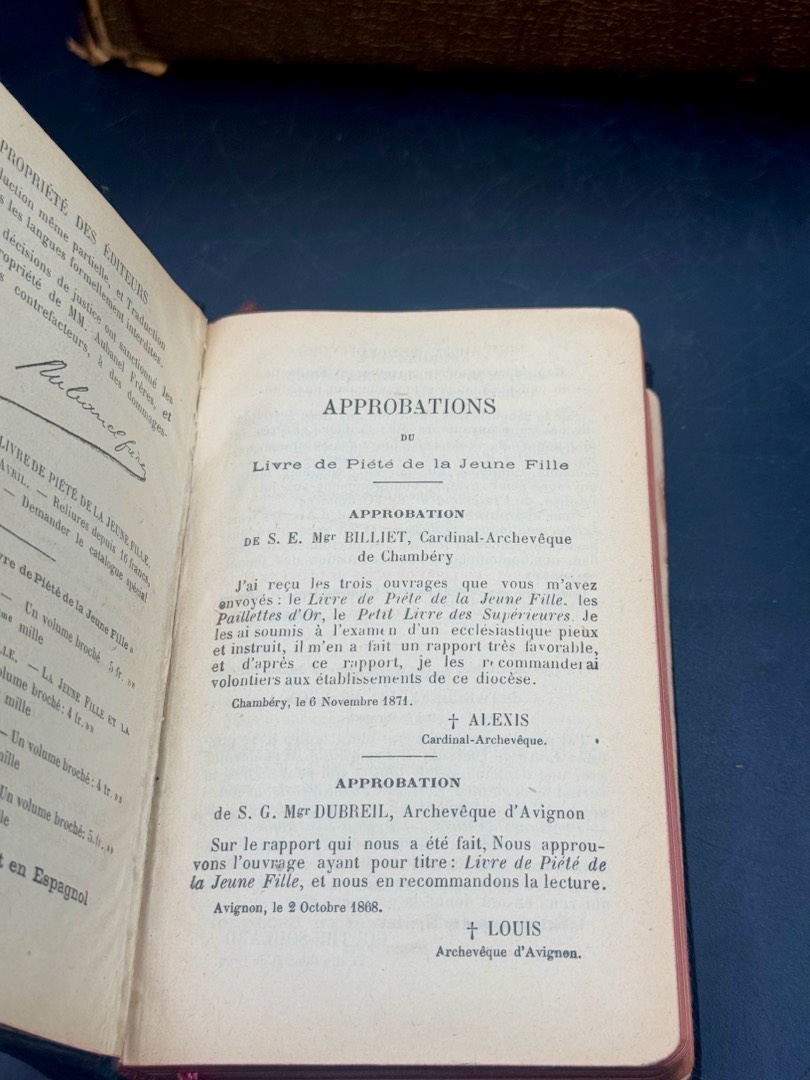 PROPRIÉTÉ DES ÉDITEURS
même partielle, et Traduction
les langues formellement interdites.
décisions de justice ont sanctionné les
de MM. Aubanel Frères, et
contrefacteurs, à des dommages-
LIVRE DE PIÉTÉ DE LA JEUNE FILLE.
AVRIL. — Reliures depuis 16 francs,
— Demander le catalogue spécial
de Piété de la Jeune Fille »
— Un volume broché 5 fr. »»
mille
— LA JEUNE FILLE ET LA
broché: 4 fr. »»
mille
— Un volume broché: 4 fr. »»
mille
Un volume broché: 5 fr. »»
en Espagnol
APPROBATIONS
DU
Livre de Piété de la Jeune Fille
APPROBATION
DE S. E. Mgr BILLIET, Cardinal-Archevêque
de Chambéry
J'ai reçu les trois ouvrages que vous m'avez
envoyés : le Livre de Piéte de la Jeune Fille. les
Paillettes d'Or, le Petit Livre des Supérieures. Je
les ai soumis à l'examen d'un ecclésiastique pieux
et instruit, il m'en a fait un rapport très favorable,
et d'après ce rapport, je les recommanderai
volontiers aux établissements de ce diocèse.
Chambéry, le 6 Novembre 1871.
† ALEXIS
Cardinal-Archevêque.
APPROBATION
de S. G. Mgr DUBREIL, Archevêque d'Avignon
Sur le rapport qui nous a été fait, Nous approu-
vons l'ouvrage ayant pour titre : Livre de Piété de
la Jeune Fille, et nous en recommandons la lecture.
Avignon, le 2 Octobre 1868.
† LOUIS
Archevêque d'Avignon.